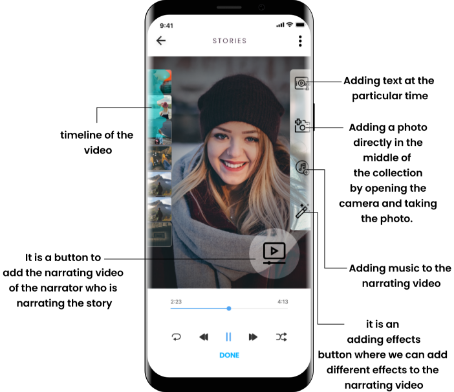 9:41
STORIES
Adding text at the
particular time
timeline of the
video
Adding a photo
directly in the
middle of
the collection
by opening the
camera and taking
the photo.
It is a button to
add the narrating video
of the narrator who is
narrating the story
Adding music to the
narrating video
2:23
4:13
DONE
it is an
adding effects
button where we can add
different effects to the
narrating video